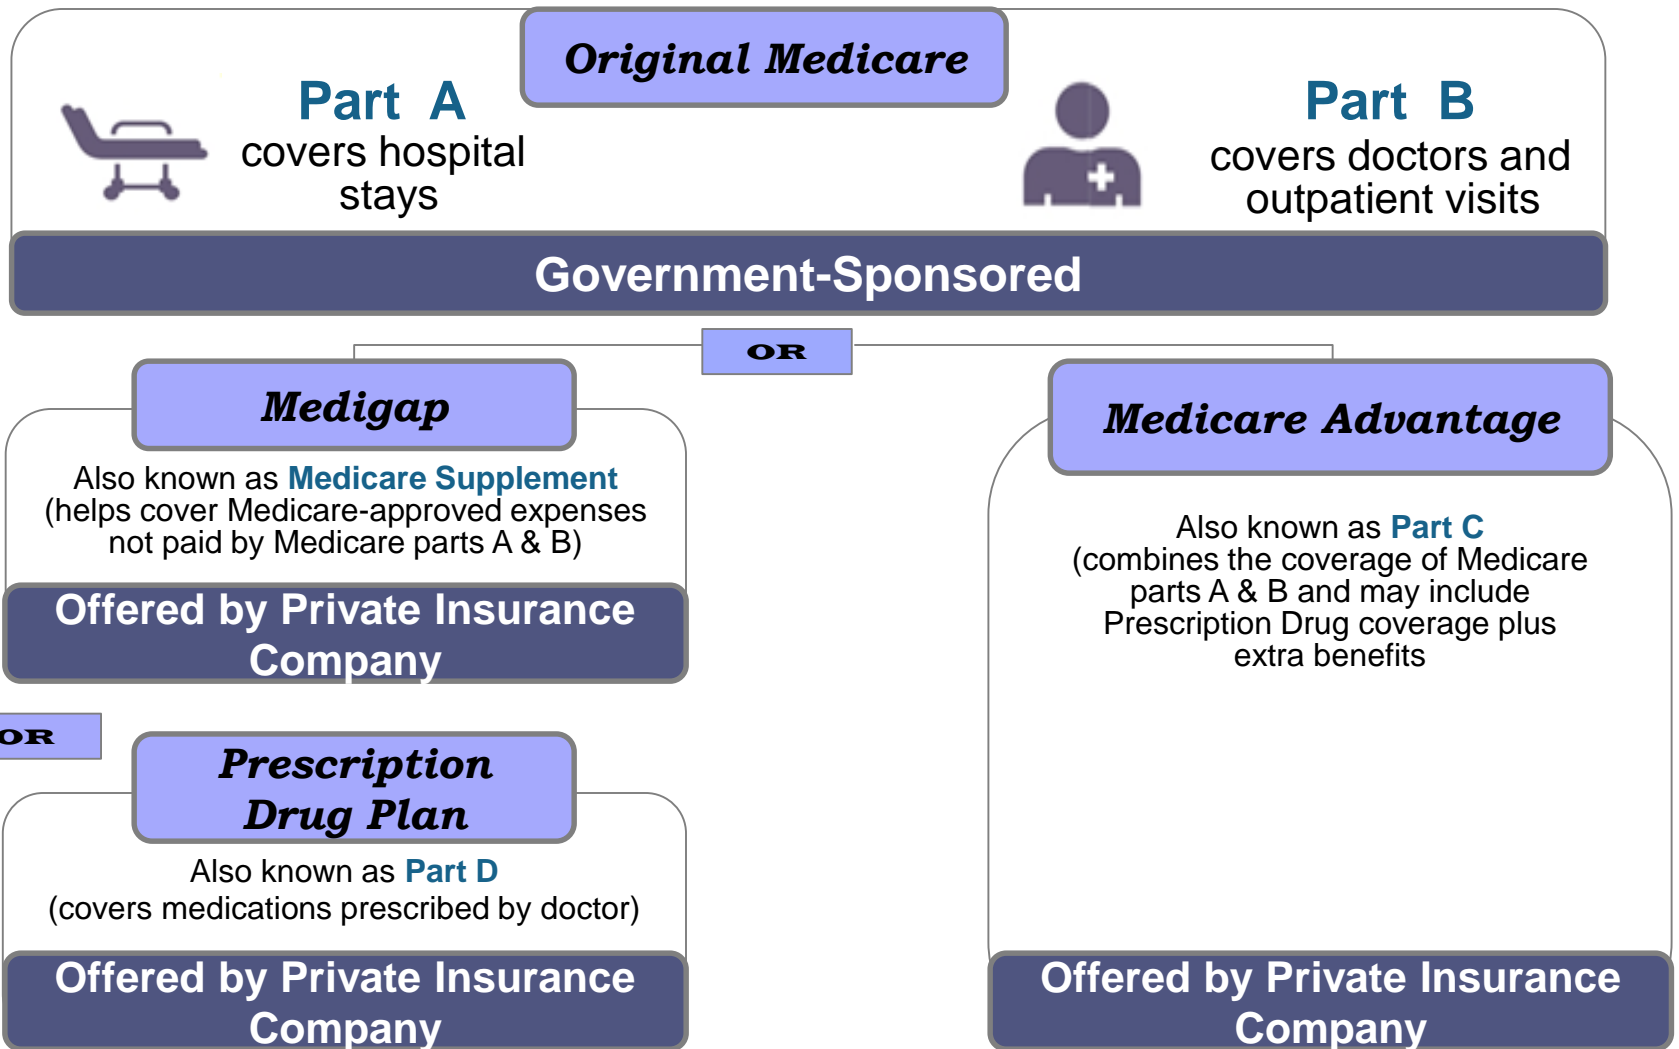 Original Medicare
Part A
covers hospital
stays
Part B
covers doctors and
outpatient visits
Government-Sponsored
OR
Medigap
Also known as Medicare Supplement
(helps cover Medicare-approved expenses
not paid by Medicare parts A & B)
Offered by Private Insurance
Company
OR
Prescription
Drug Plan
Also known as Part D
(covers medications prescribed by doctor)
Offered by Private Insurance
Company
Medicare Advantage
Also known as Part C
(combines the coverage of Medicare
parts A & B and may include
Prescription Drug coverage plus
extra benefits
Offered by Private Insurance
Company